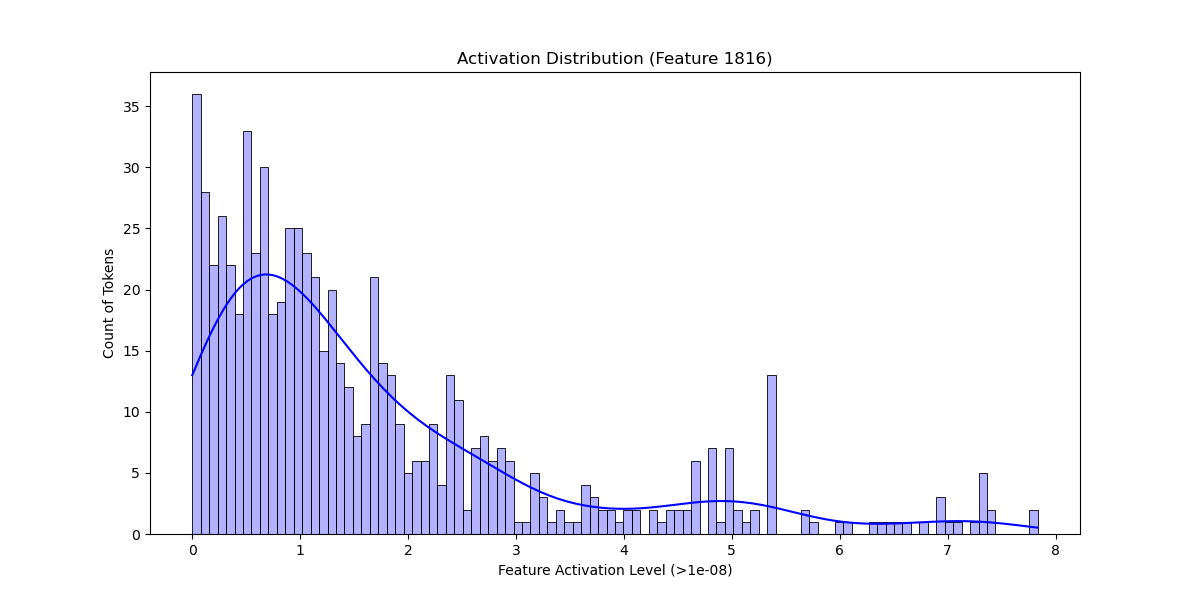 Activation Distribution (Feature 1816)
Count of Tokens
35
30
25
20
15
10
5
0
0 1 2 3 4 5 6 7 8
Feature Activation Level (>1e-08)